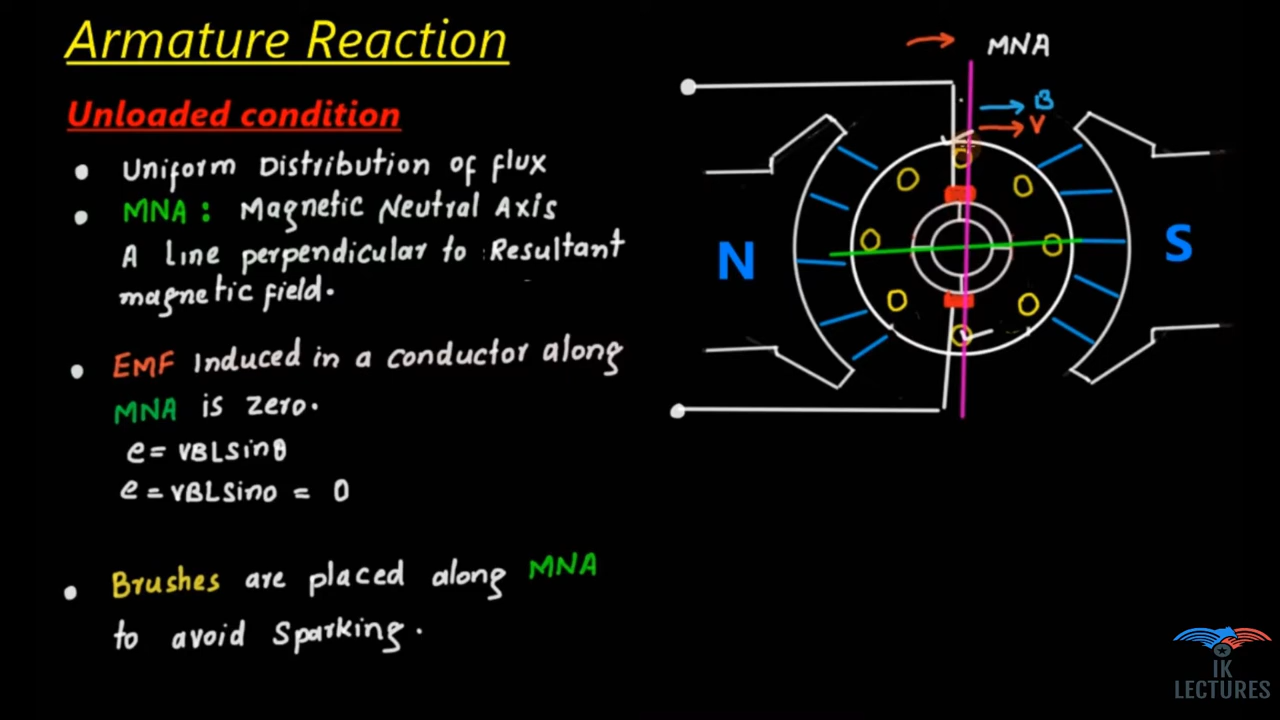 Armature Reaction
Unloaded condition
• Uniform Distribution of flux
• MNA: Magnetic Neutral Axis
A line perpendicular to Resultant
magnetic field.
• EMF Induced in a conductor along
MNA is zero.
e = VBLsinθ
e = VBLsin0 = 0
• Brushes are placed along MNA
to avoid Sparking.
MNA
B
V
N
S
IK
LECTURES